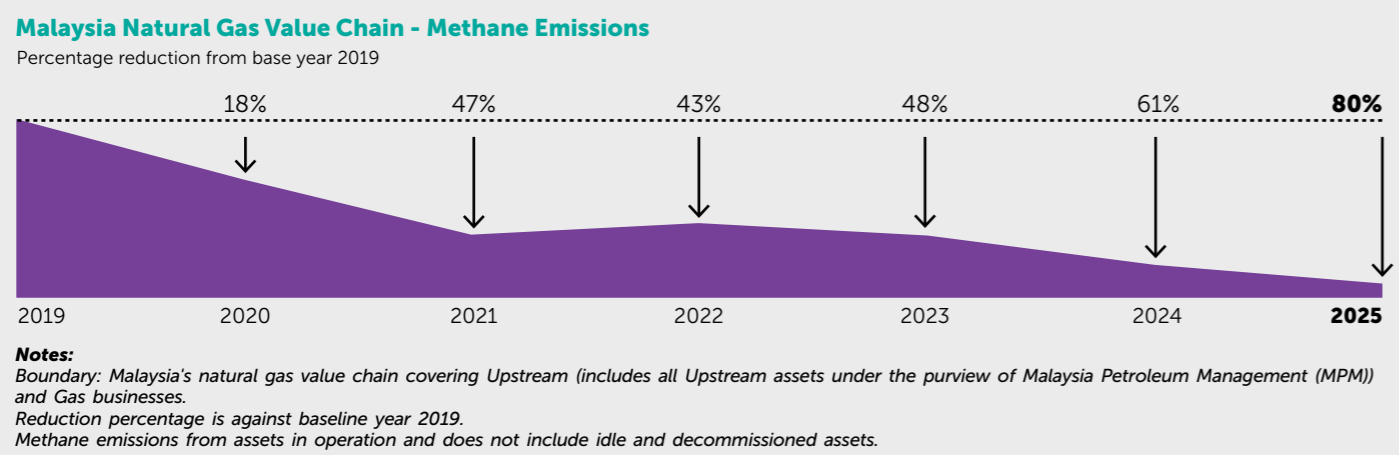 Malaysia Natural Gas Value Chain - Methane Emissions
Percentage reduction from base year 2019
18% 47% 43% 48% 61% 80%
2019 2020 2021 2022 2023 2024 2025
Notes:
Boundary: Malaysia's natural gas value chain covering Upstream (includes all Upstream assets under the purview of Malaysia Petroleum Management (MPM))
and Gas businesses.
Reduction percentage is against baseline year 2019.
Methane emissions from assets in operation and does not include idle and decommissioned assets.